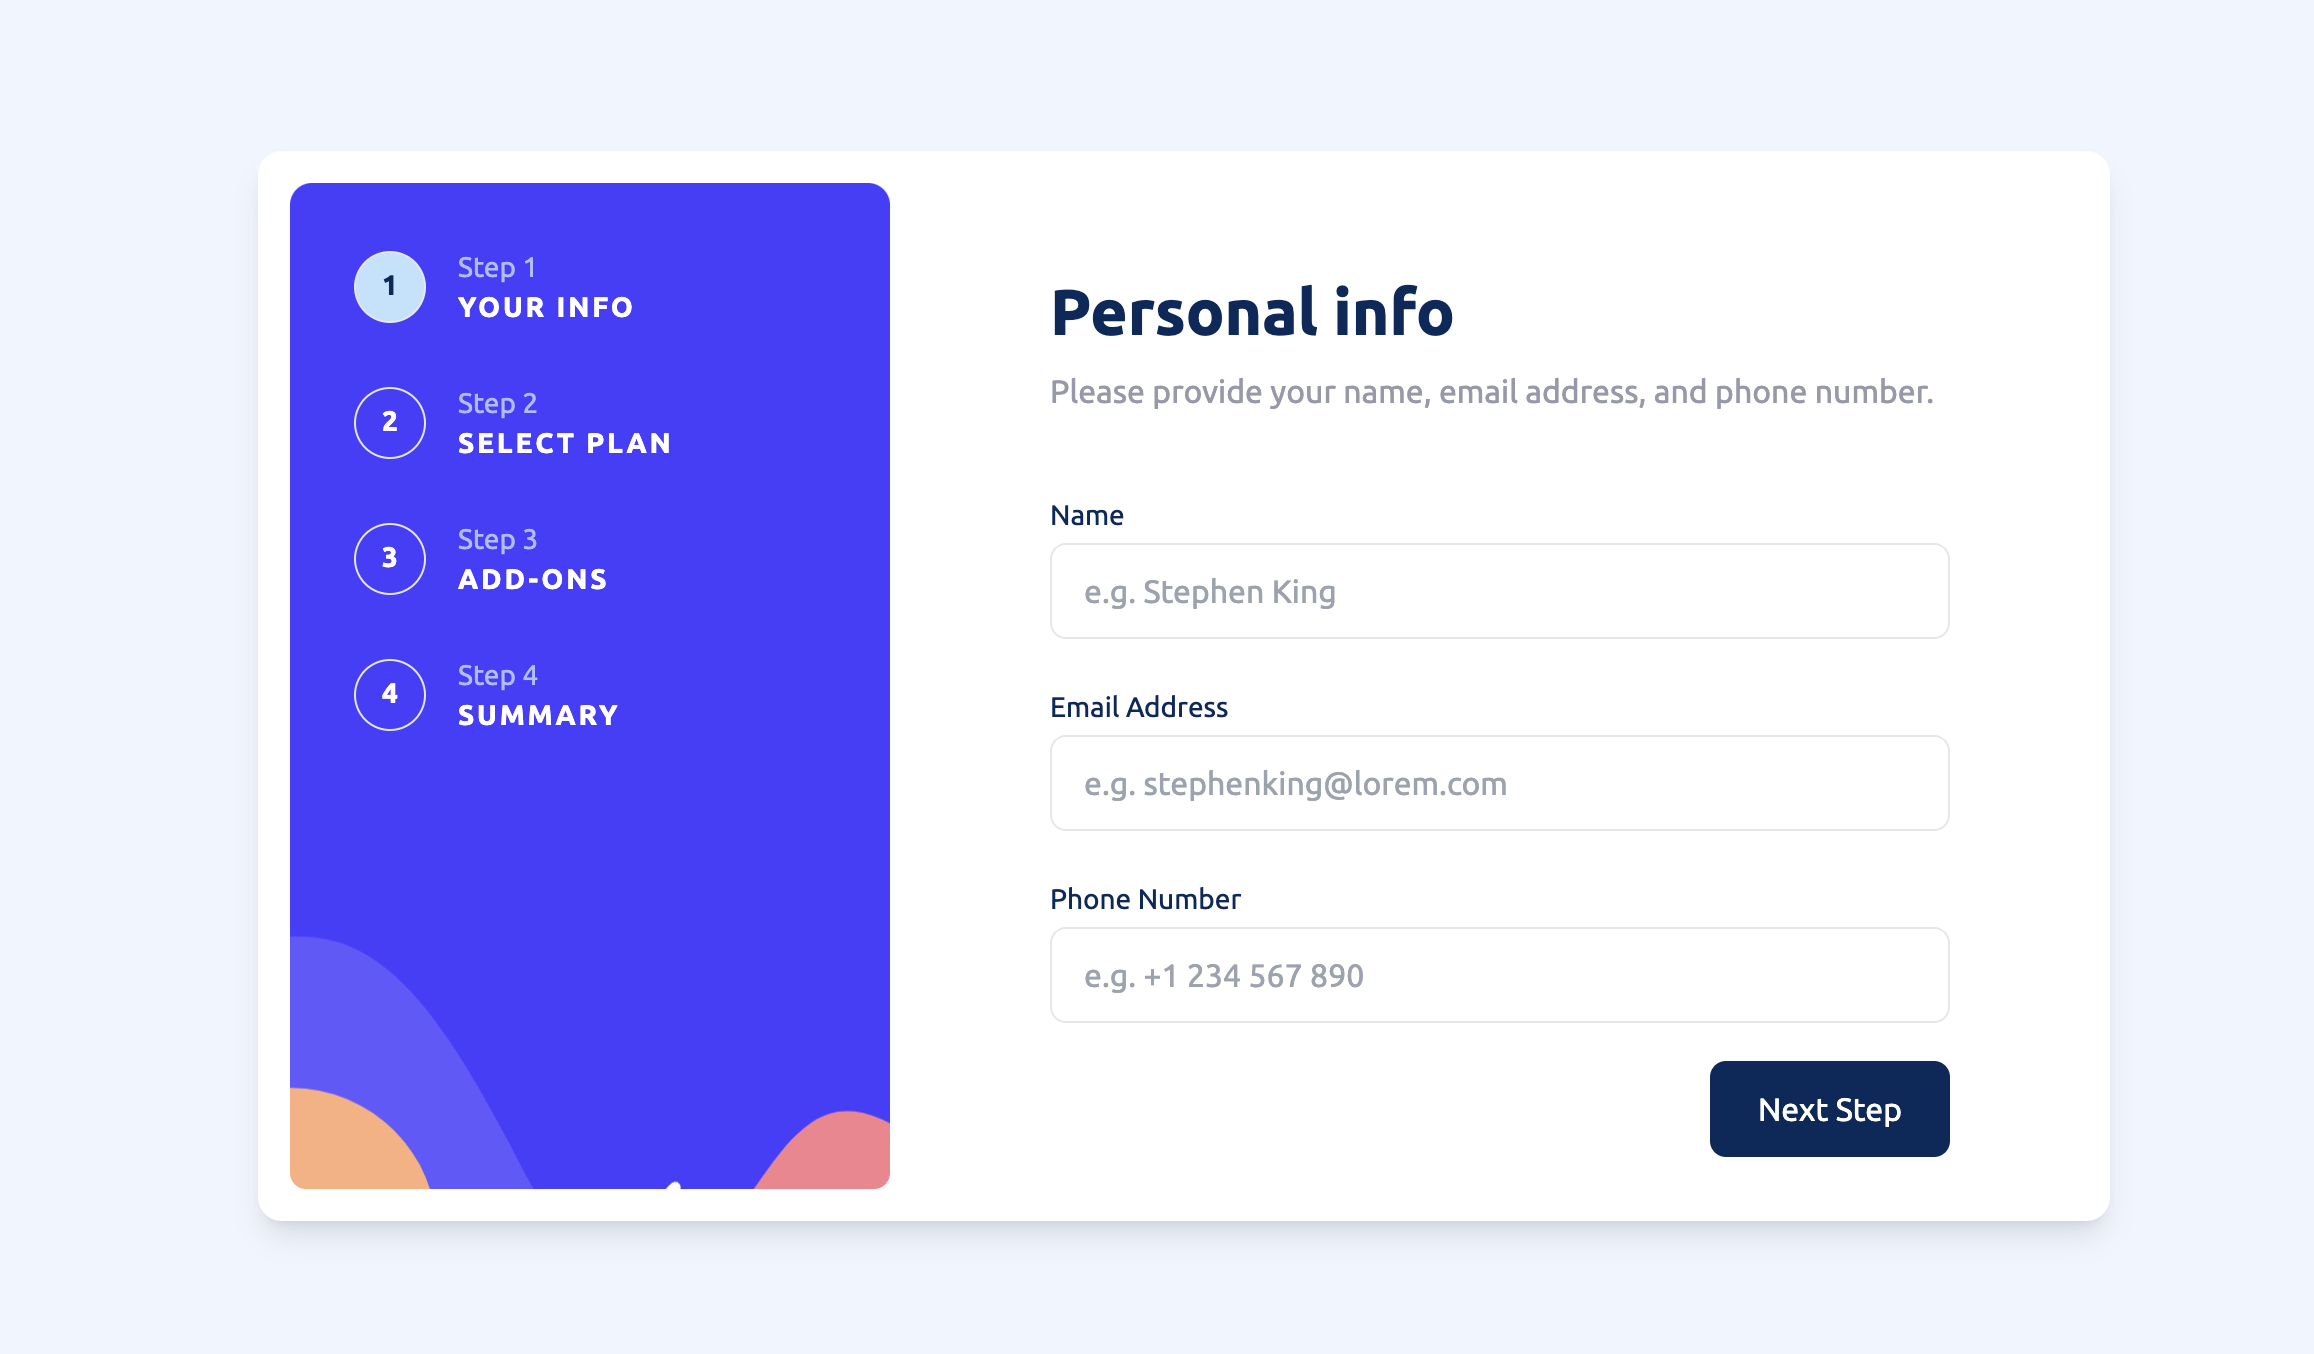 1
Step 1
YOUR INFO
2
Step 2
SELECT PLAN
3
Step 3
ADD-ONS
4
Step 4
SUMMARY
Personal info
Please provide your name, email address, and phone number.
Name
e.g. Stephen King
Email Address
e.g. stephenking@lorem.com
Phone Number
e.g. +1 234 567 890
Next Step